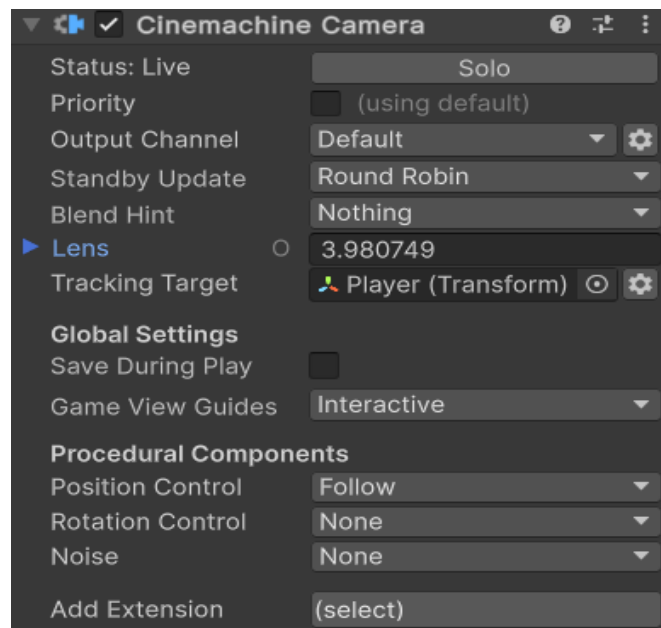 Cinemachine Camera
Status: Live Solo
Priority (using default)
Output Channel Default
Standby Update Round Robin
Blend Hint Nothing
Lens 3.980749
Tracking Target Player (Transform)
Global Settings
Save During Play
Game View Guides Interactive
Procedural Components
Position Control Follow
Rotation Control None
Noise None
Add Extension (select)